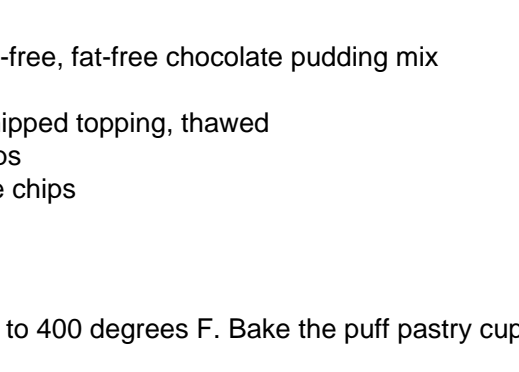 -free, fat-free chocolate pudding mix
ipped topping, thawed
os
e chips
to 400 degrees F. Bake the puff pastry cup